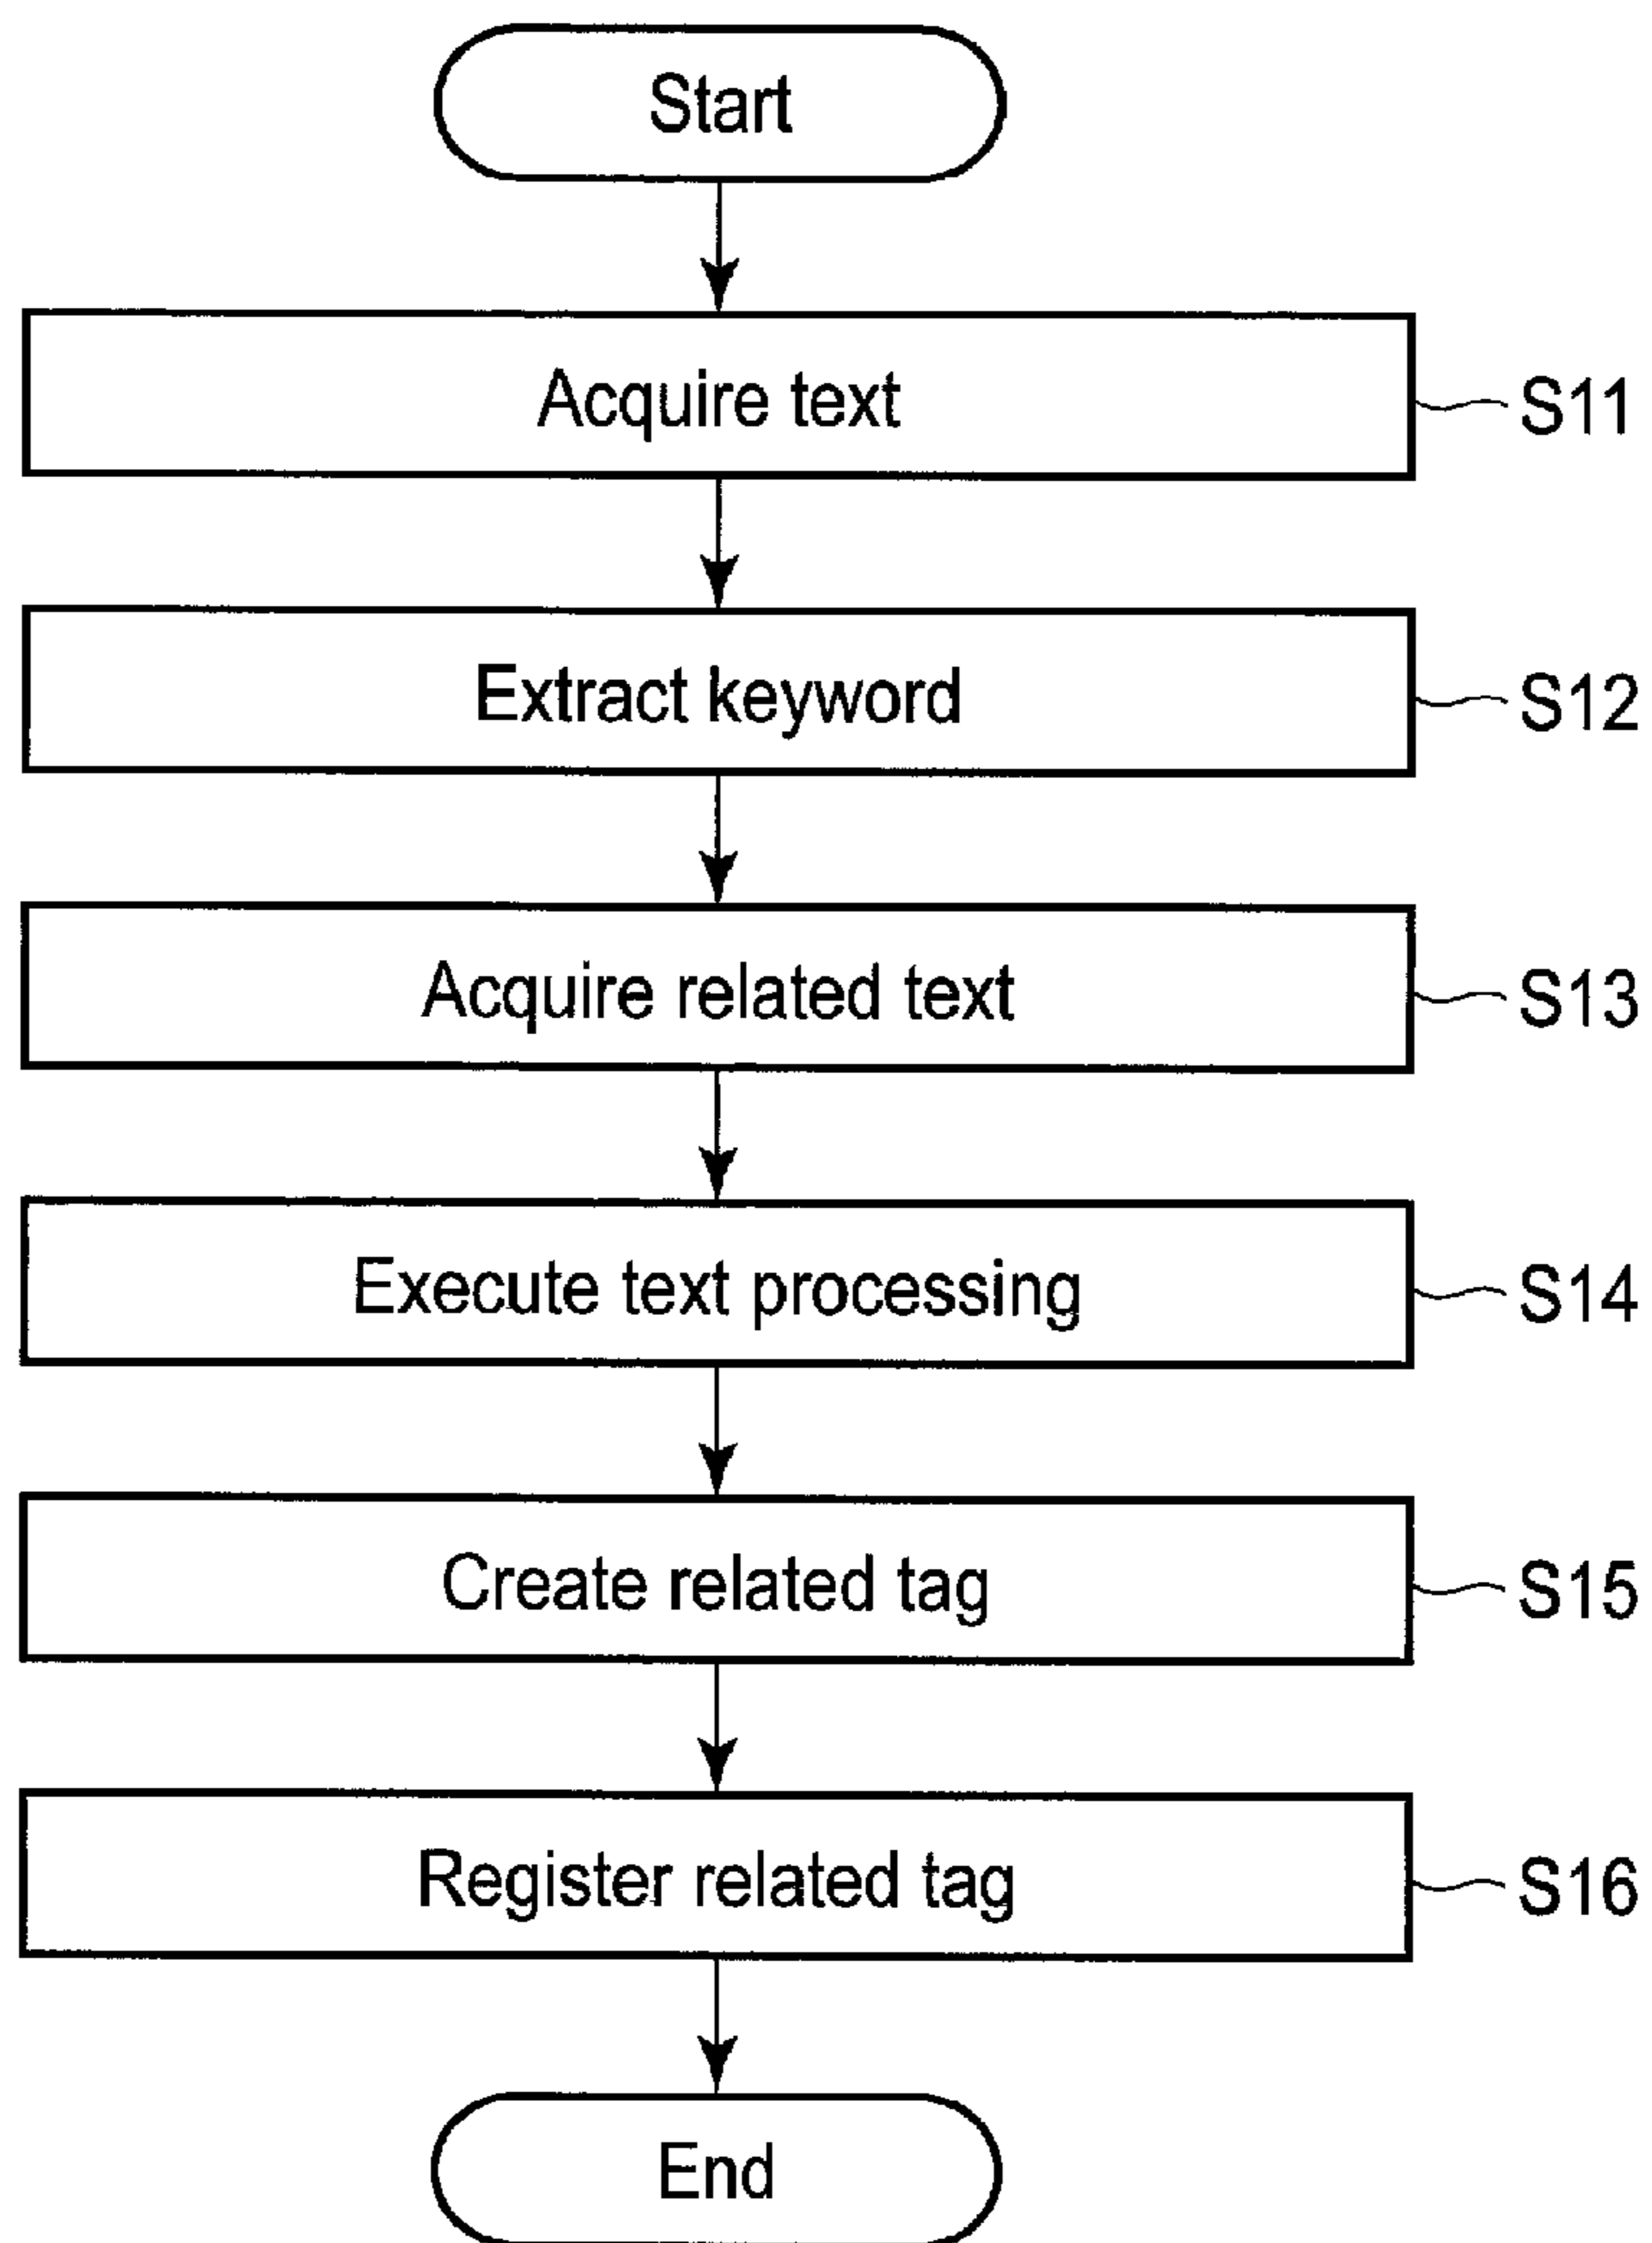 Start
Acquire text S11
Extract keyword S12
Acquire related text S13
Execute text processing S14
Create related tag S15
Register related tag S16
End